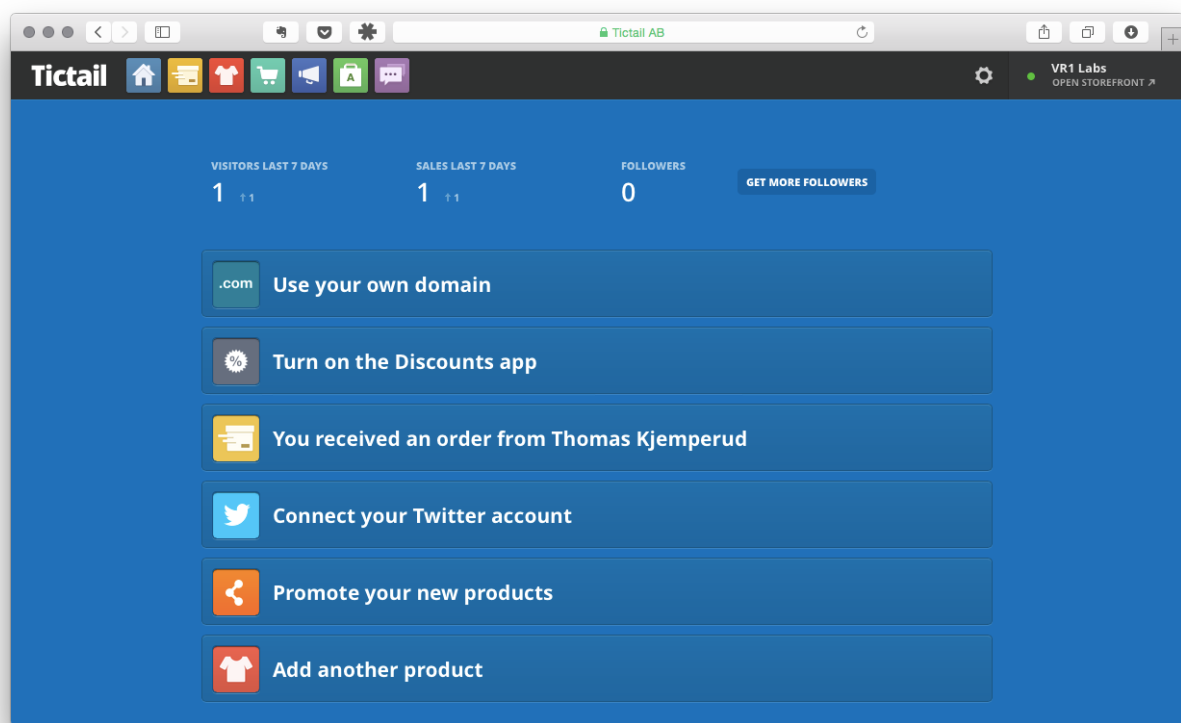 Tictail AB
Tictail
A
VR1 Labs
OPEN STOREFRONT ↗
VISITORS LAST 7 DAYS
SALES LAST 7 DAYS
FOLLOWERS
1 ↑1
1 ↑1
0
GET MORE FOLLOWERS
.com
Use your own domain
%
Turn on the Discounts app
You received an order from Thomas Kjemperud
Connect your Twitter account
Promote your new products
Add another product